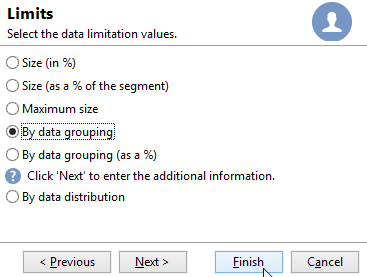 Limits
Select the data limitation values.
Size (in %)
Size (as a % of the segment)
Maximum size
By data grouping
By data grouping (as a %)
? Click 'Next' to enter the additional information.
By data distribution
< Previous Next > Finish Cancel